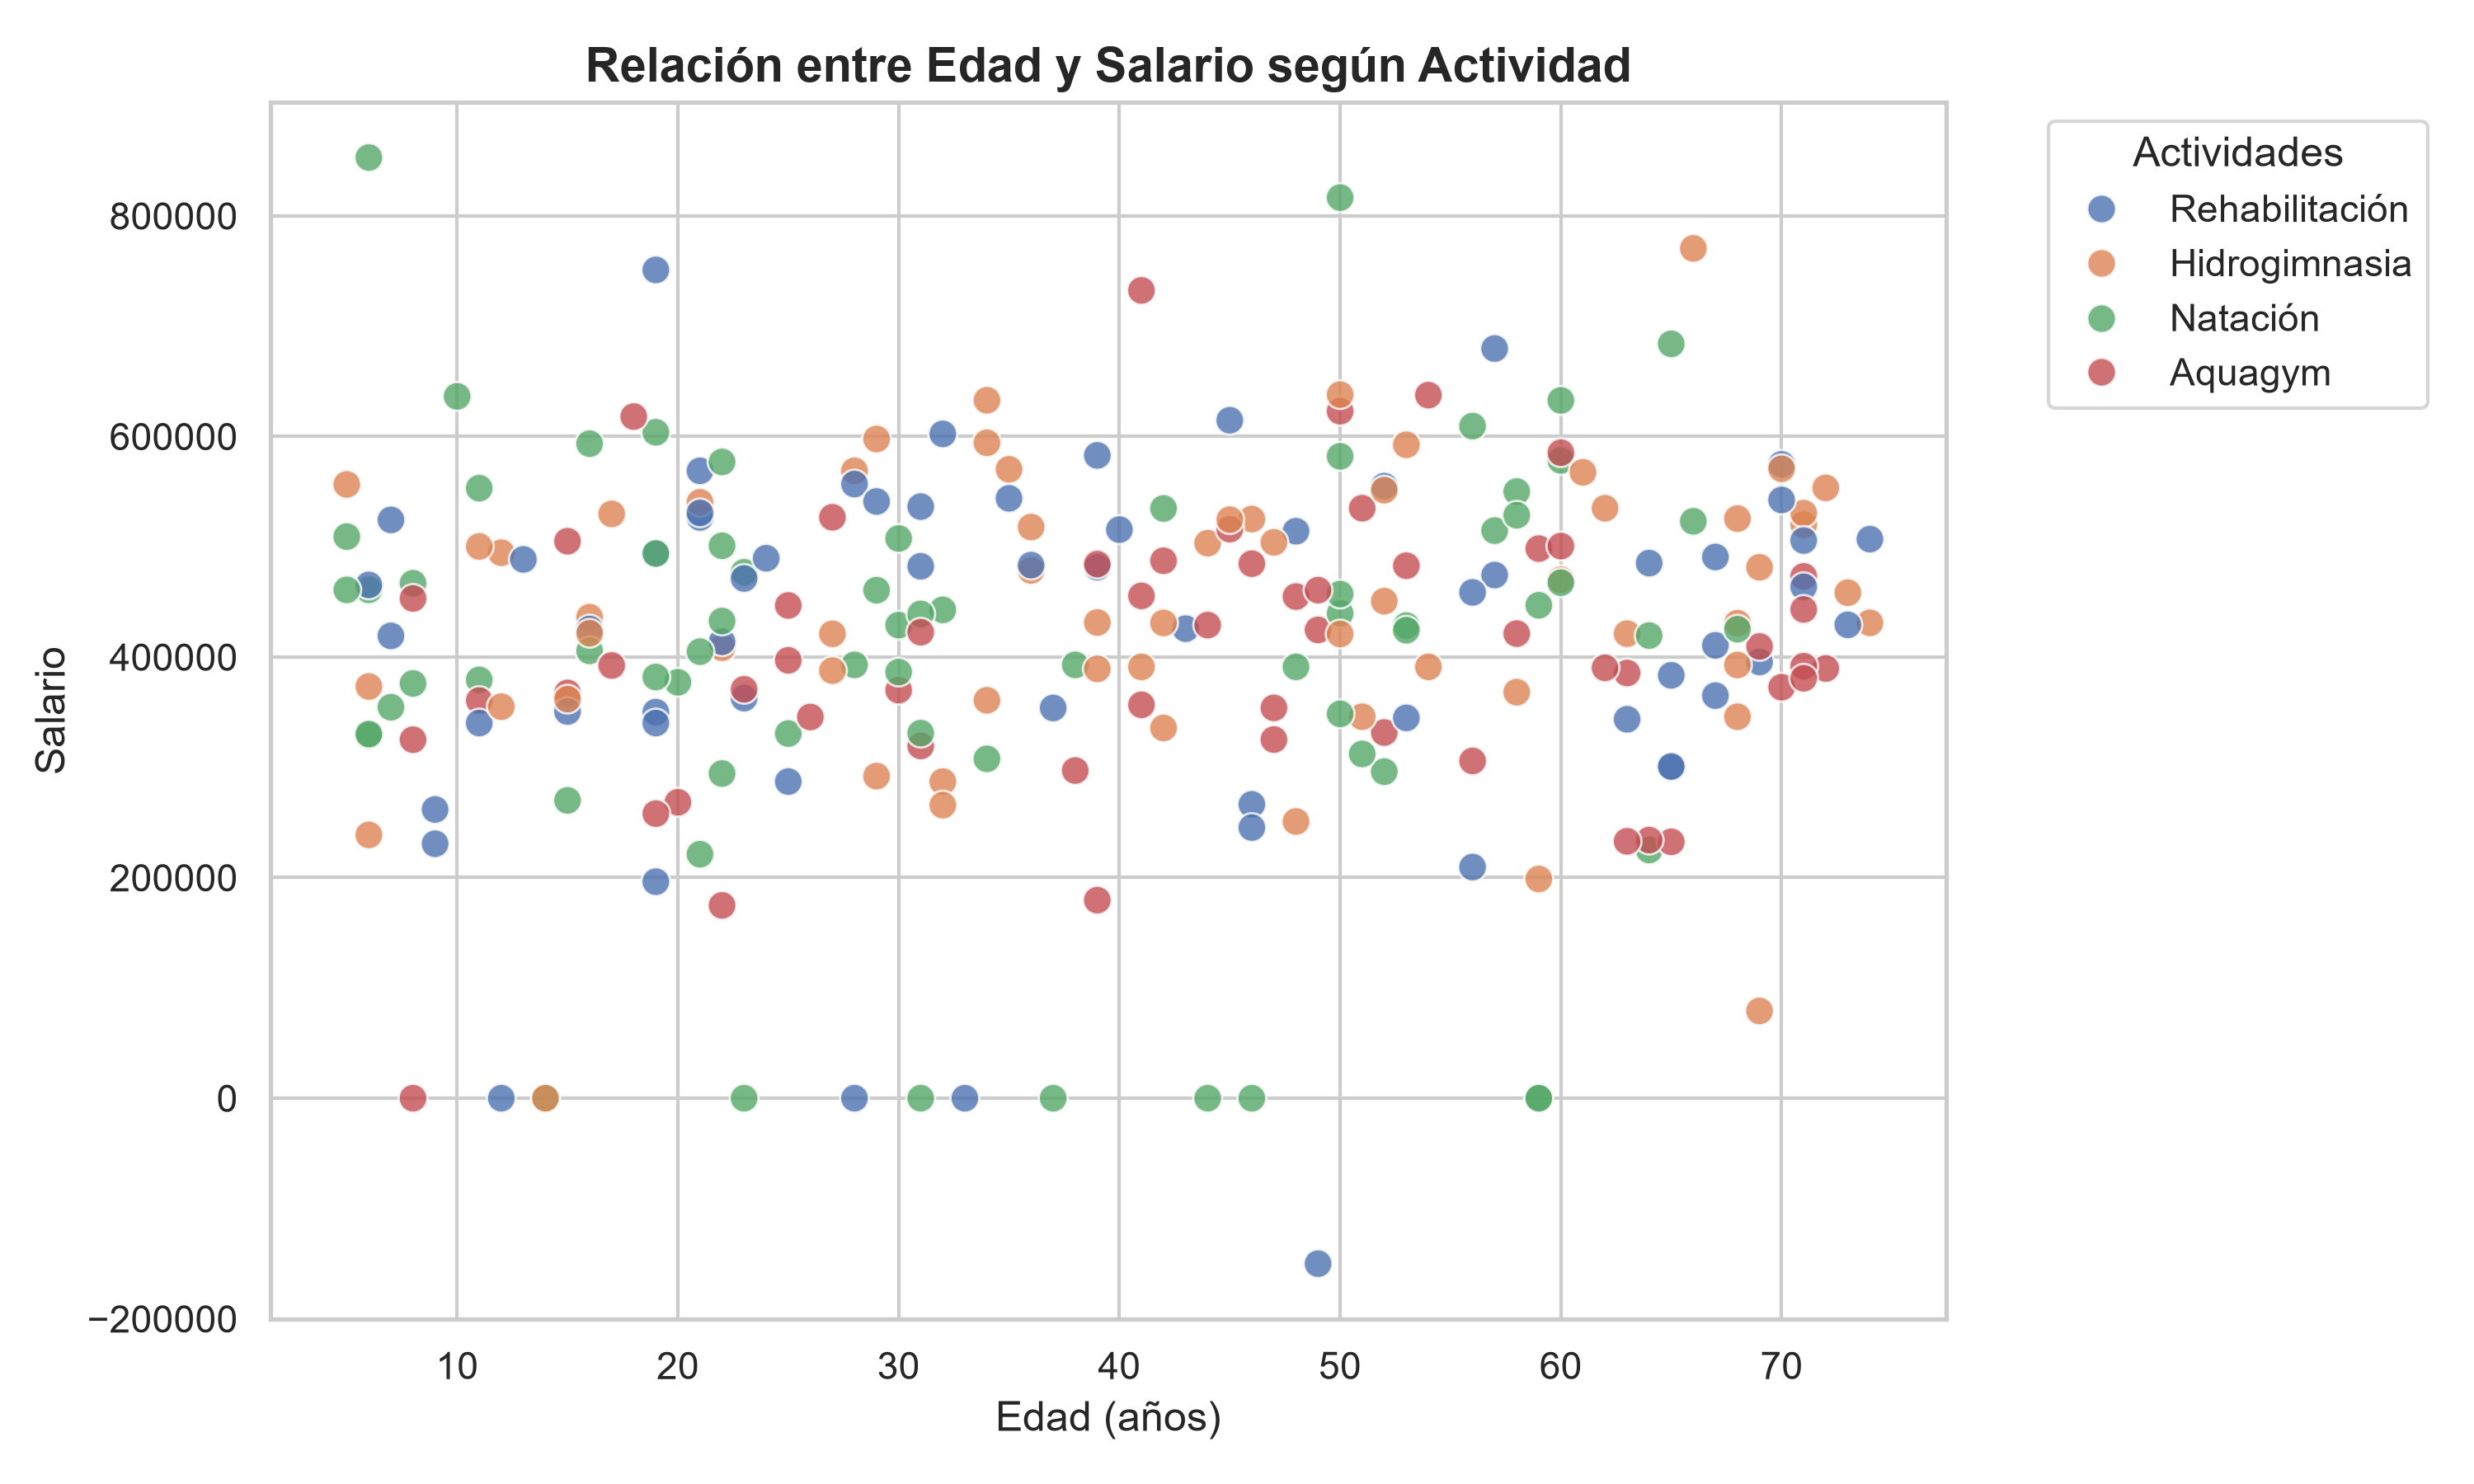 Relación entre Edad y Salario según Actividad
Actividades
Rehabilitación
Hidrogimnasia
Natación
Aquagym
Salario
800000
600000
400000
200000
0
−200000
10 20 30 40 50 60 70
Edad (años)